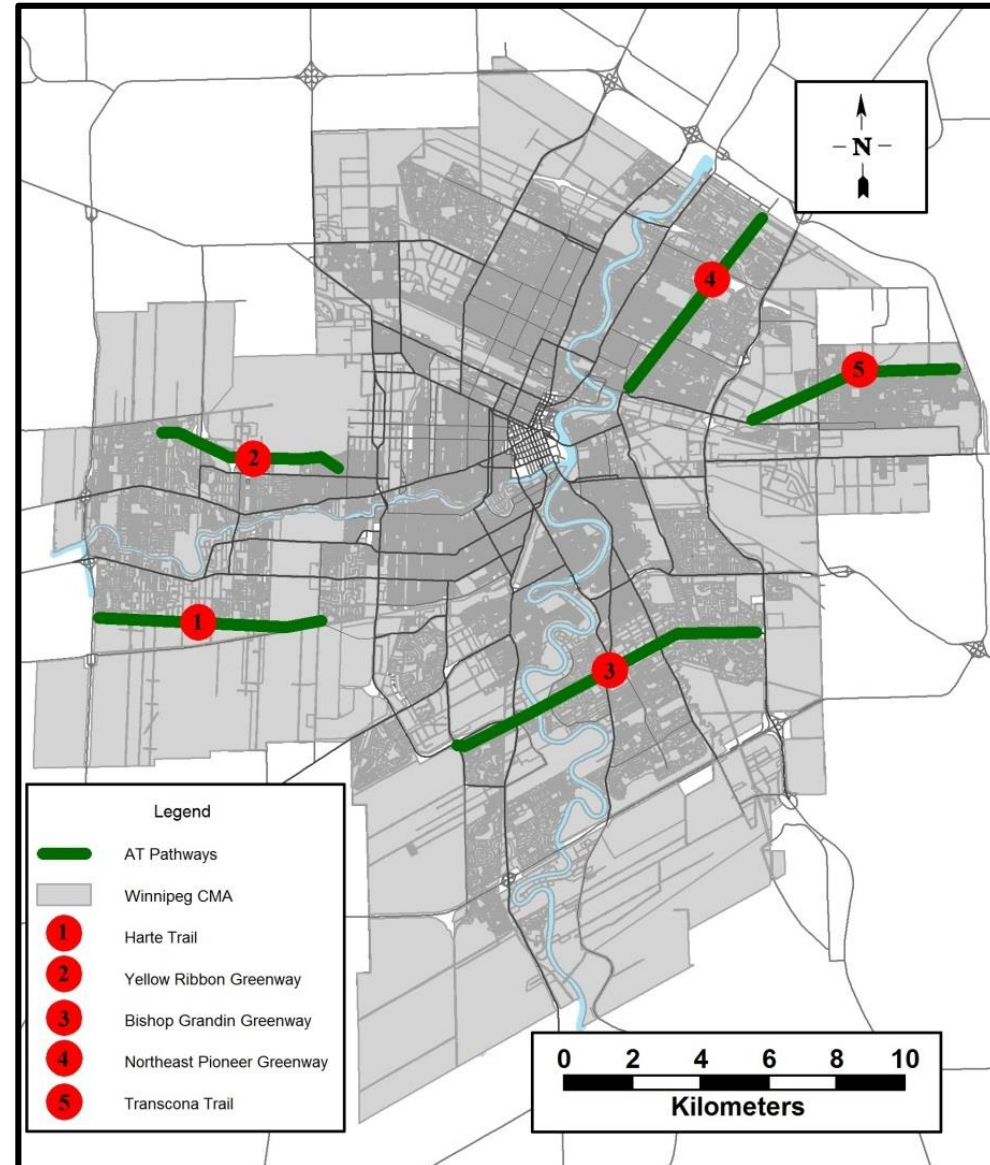 N
4
5
2
1
3
Legend
AT Pathways
Winnipeg CMA
1 Harte Trail
2 Yellow Ribbon Greenway
3 Bishop Grandin Greenway
4 Northeast Pioneer Greenway
5 Transcona Trail
0 2 4 6 8 10
Kilometers